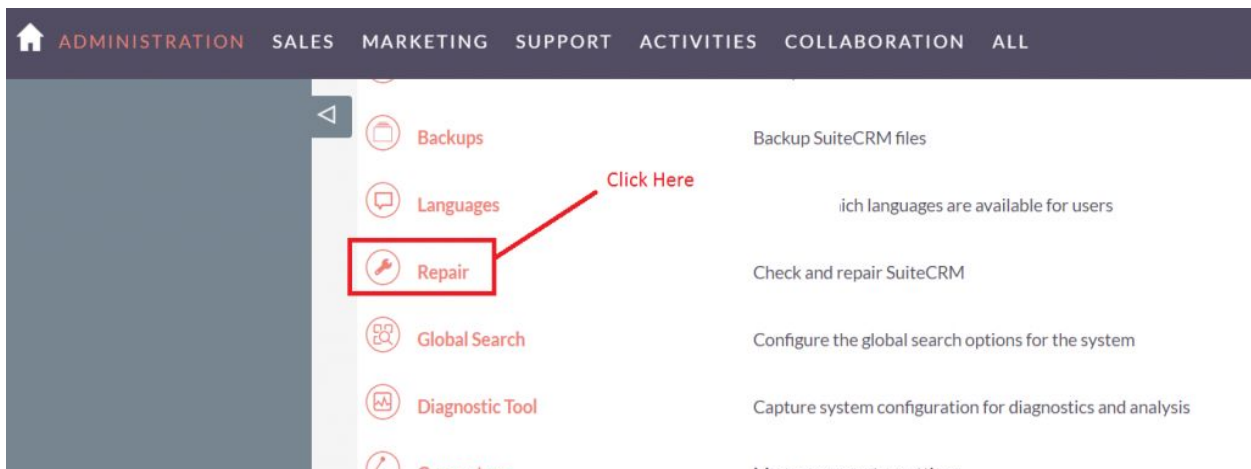 ADMINISTRATION SALES MARKETING SUPPORT ACTIVITIES COLLABORATION ALL
Backups Backup SuiteCRM files
Click Here
Languages ich languages are available for users
Repair Check and repair SuiteCRM
Global Search Configure the global search options for the system
Diagnostic Tool Capture system configuration for diagnostics and analysis